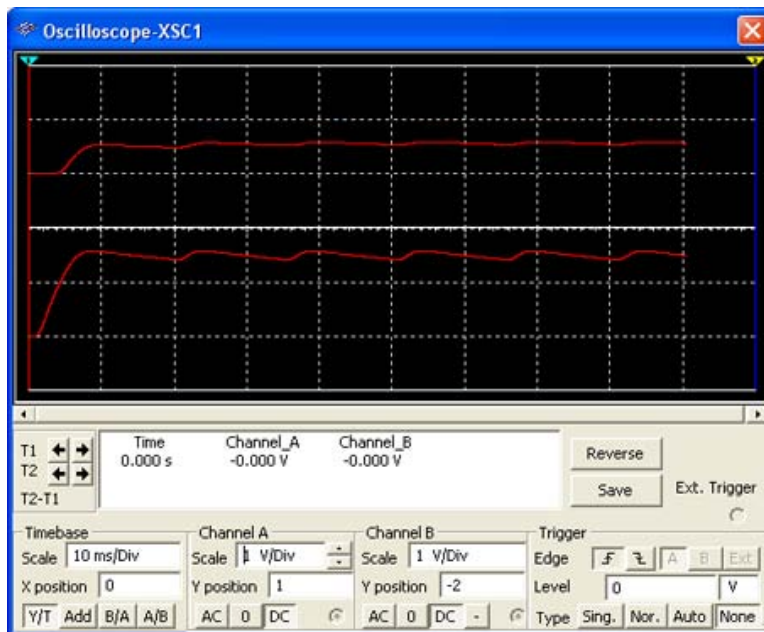 Oscilloscope-XSC1
Time Channel_A Channel_B
T1 0.000 s -0.000 V -0.000 V
T2
T2-T1
Reverse
Save
Ext. Trigger
Timebase
Scale 10 ms/Div
X position 0
Y/T Add B/A A/B
Channel A
Scale 1 V/Div
Y position 1
AC 0 DC
Channel B
Scale 1 V/Div
Y position -2
AC 0 DC -
Trigger
Edge A B Ext
Level 0 V
Type Sing. Nor. Auto None